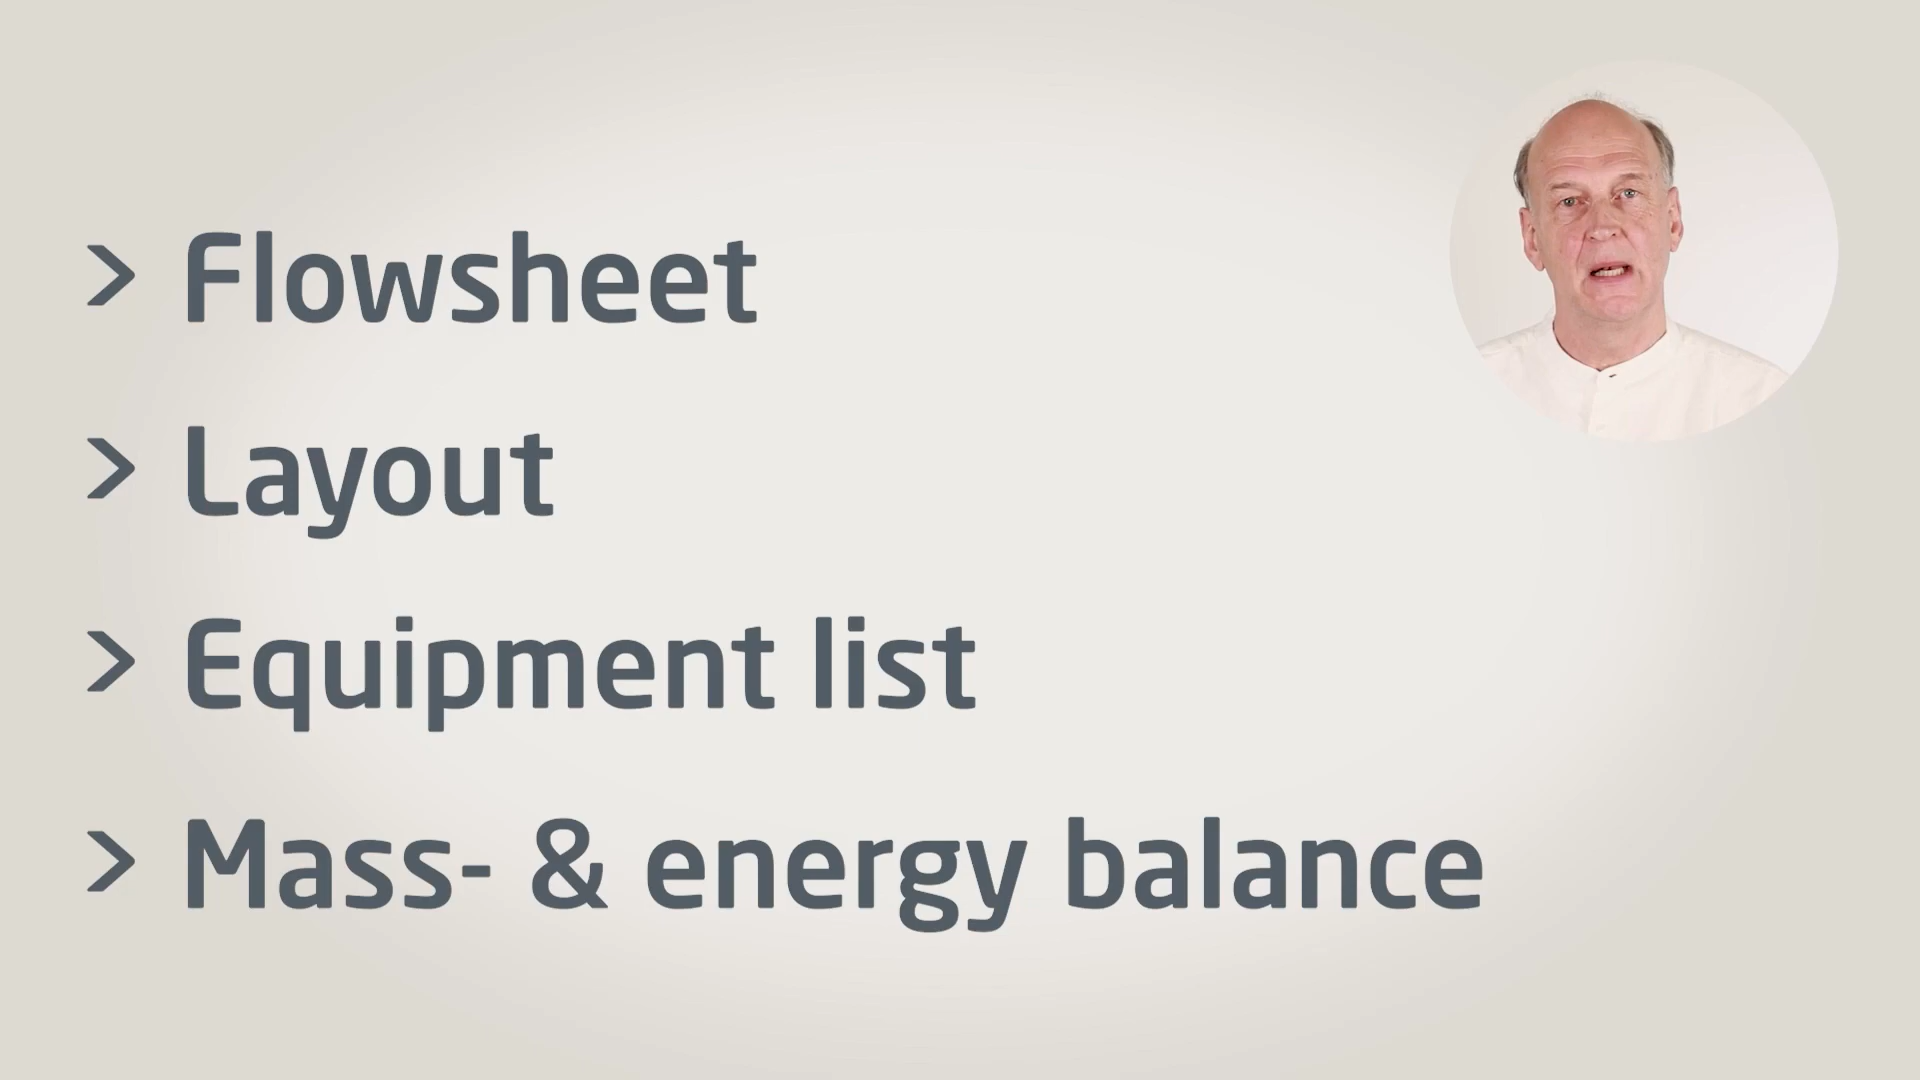 > Flowsheet
> Layout
> Equipment list
> Mass- & energy balance